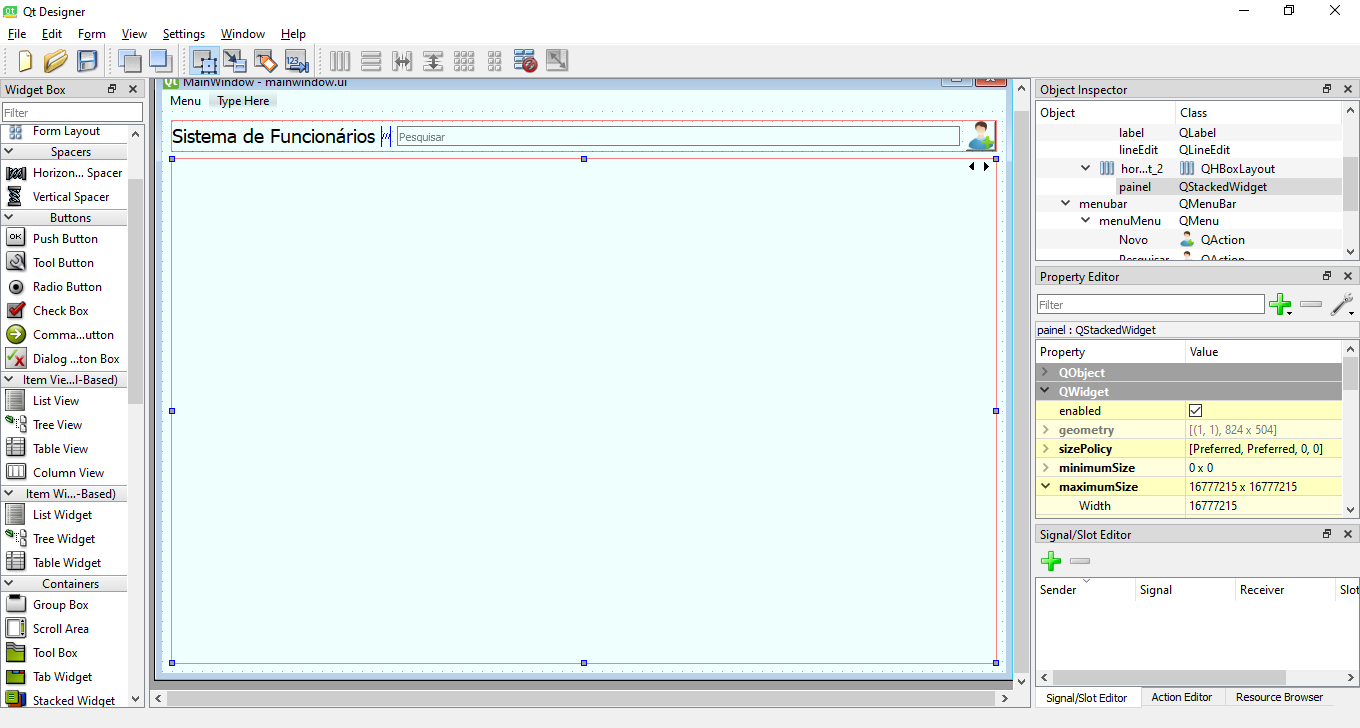 Qt Designer
File Edit Form View Settings Window Help
Widget Box
Filter
Form Layout
Spacers
Horizon... Spacer
Vertical Spacer
Buttons
Push Button
Tool Button
Radio Button
Check Box
Comma...utton
Dialog ...ton Box
Item Vie...l-Based)
List View
Tree View
Table View
Column View
Item Wi...-Based)
List Widget
Tree Widget
Table Widget
Containers
Group Box
Scroll Area
Tool Box
Tab Widget
Stacked Widget
MainWindow - mainwindow.ui
Menu Type Here
Sistema de Funcionários
Pesquisar
Object Inspector
Object Class
label QLabel
lineEdit QLineEdit
hor...t_2 QHBoxLayout
painel QStackedWidget
menubar QMenuBar
menuMenu QMenu
Novo QAction
Pesquisar QAction
Property Editor
Filter
painel : QStackedWidget
Property Value
QObject
QWidget
enabled
geometry [(1, 1), 824 x 504]
sizePolicy [Preferred, Preferred, 0, 0]
minimumSize 0 x 0
maximumSize 16777215 x 16777215
Width 16777215
Signal/Slot Editor
Sender Signal Receiver Slot
Signal/Slot Editor Action Editor Resource Browser